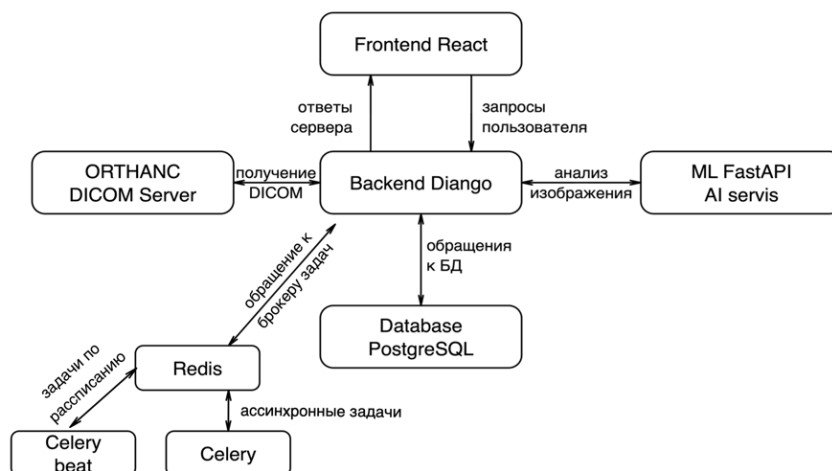 Frontend React
ответы
сервера
запросы
пользователя
ORTHANC
DICOM Server
получение
DICOM
Backend Diango
анализ
изображения
ML FastAPI
AI servis
обращение к
брокеру задач
обращения
к БД
Database
PostgreSQL
Redis
задачи по
рассписанию
ассинхронные задачи
Celery
beat
Celery